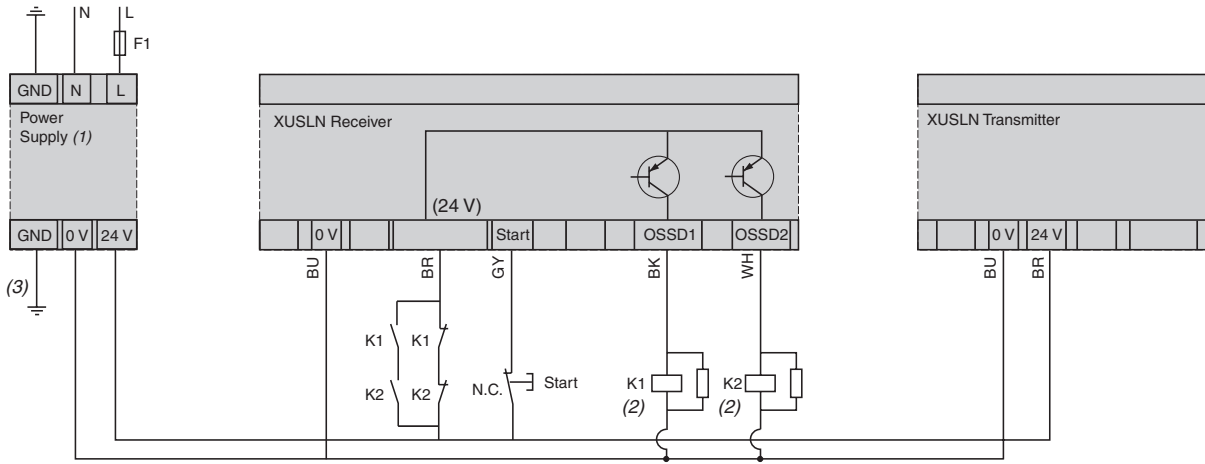 N
L
F1
GND
N
L
Power
Supply (1)
XUSLN Receiver
XUSLN Transmitter
(24 V)
GND
0 V
24 V
0 V
Start
OSSD1
OSSD2
0 V
24 V
BU
BR
GY
BK
WH
BU
BR
(3)
K1
K1
K2
K2
N.C.
Start
K1
(2)
K2
(2)